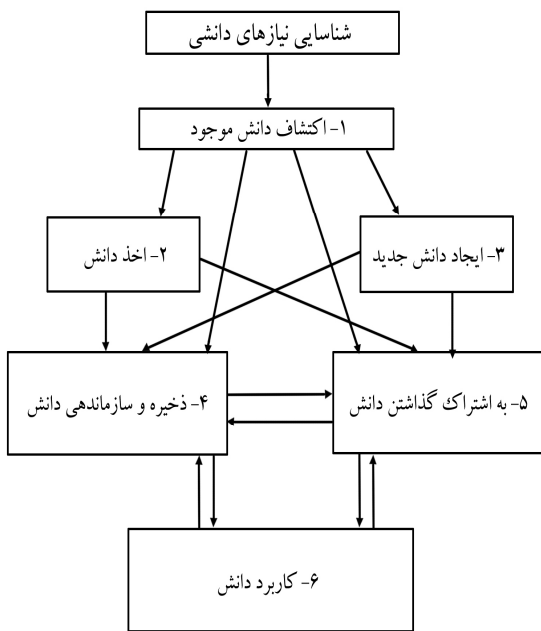 شناسایی نیازهای دانشی
۱- اکتشاف دانش موجود
۳- ایجاد دانش جدید
۲- اخذ دانش
۵- به اشتراک گذاشتن دانش
۴- ذخیره و سازماندهی دانش
۶- کاربرد دانش